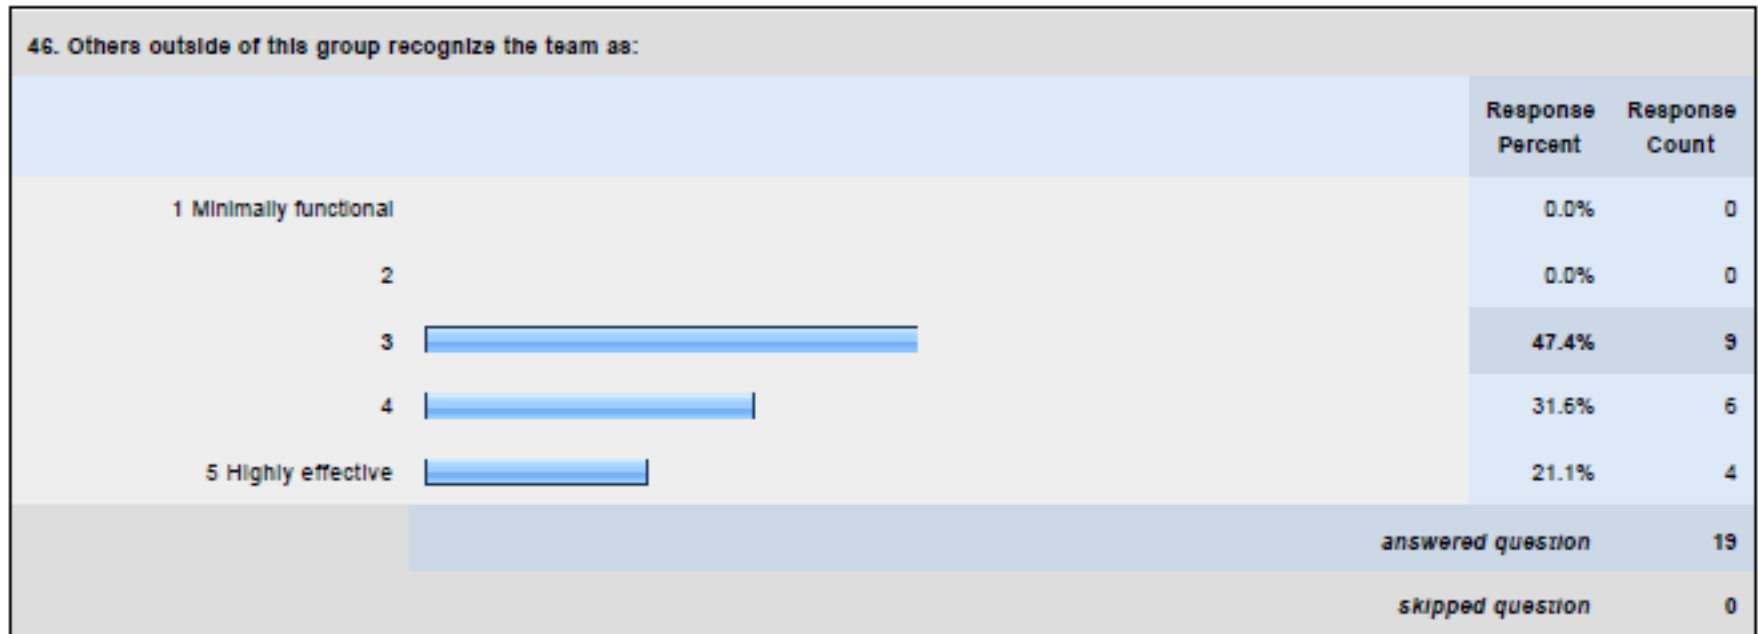 46. Others outside of this group recognize the team as:
Response Percent Response Count
1 Minimally functional 0.0% 0
2 0.0% 0
3 47.4% 9
4 31.6% 6
5 Highly effective 21.1% 4
answered question 19
skipped question 0